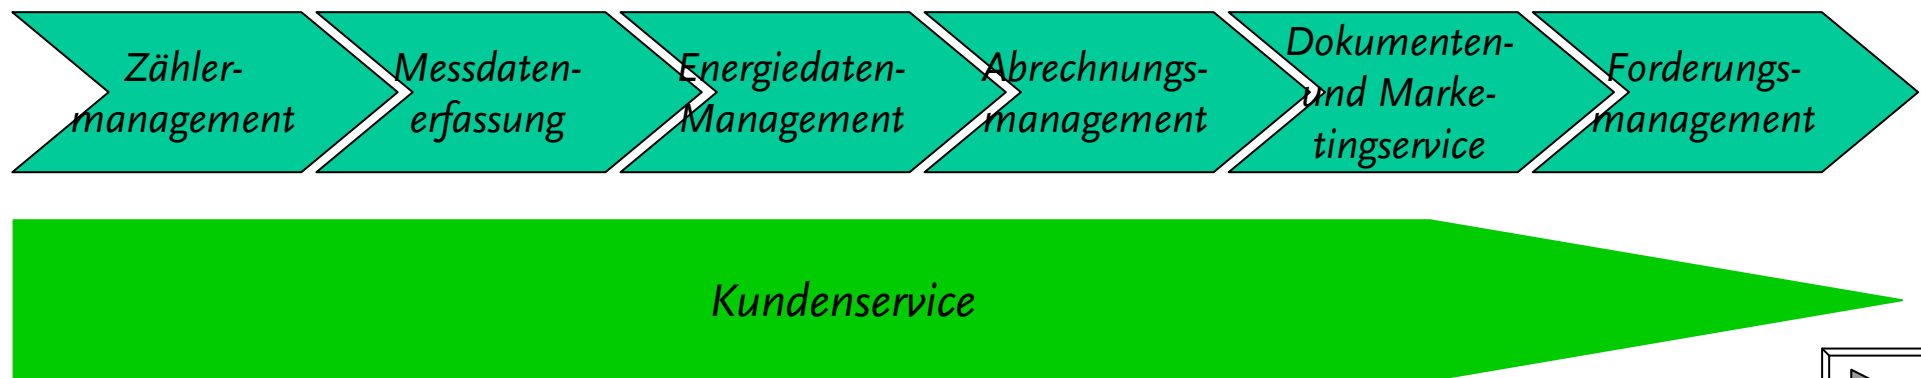 Zähler-
management
Messdaten-
erfassung
Energiedaten-
Management
Abrechnungs-
management
Dokumenten-
und Marke-
tingservice
Forderungs-
management
Kundenservice